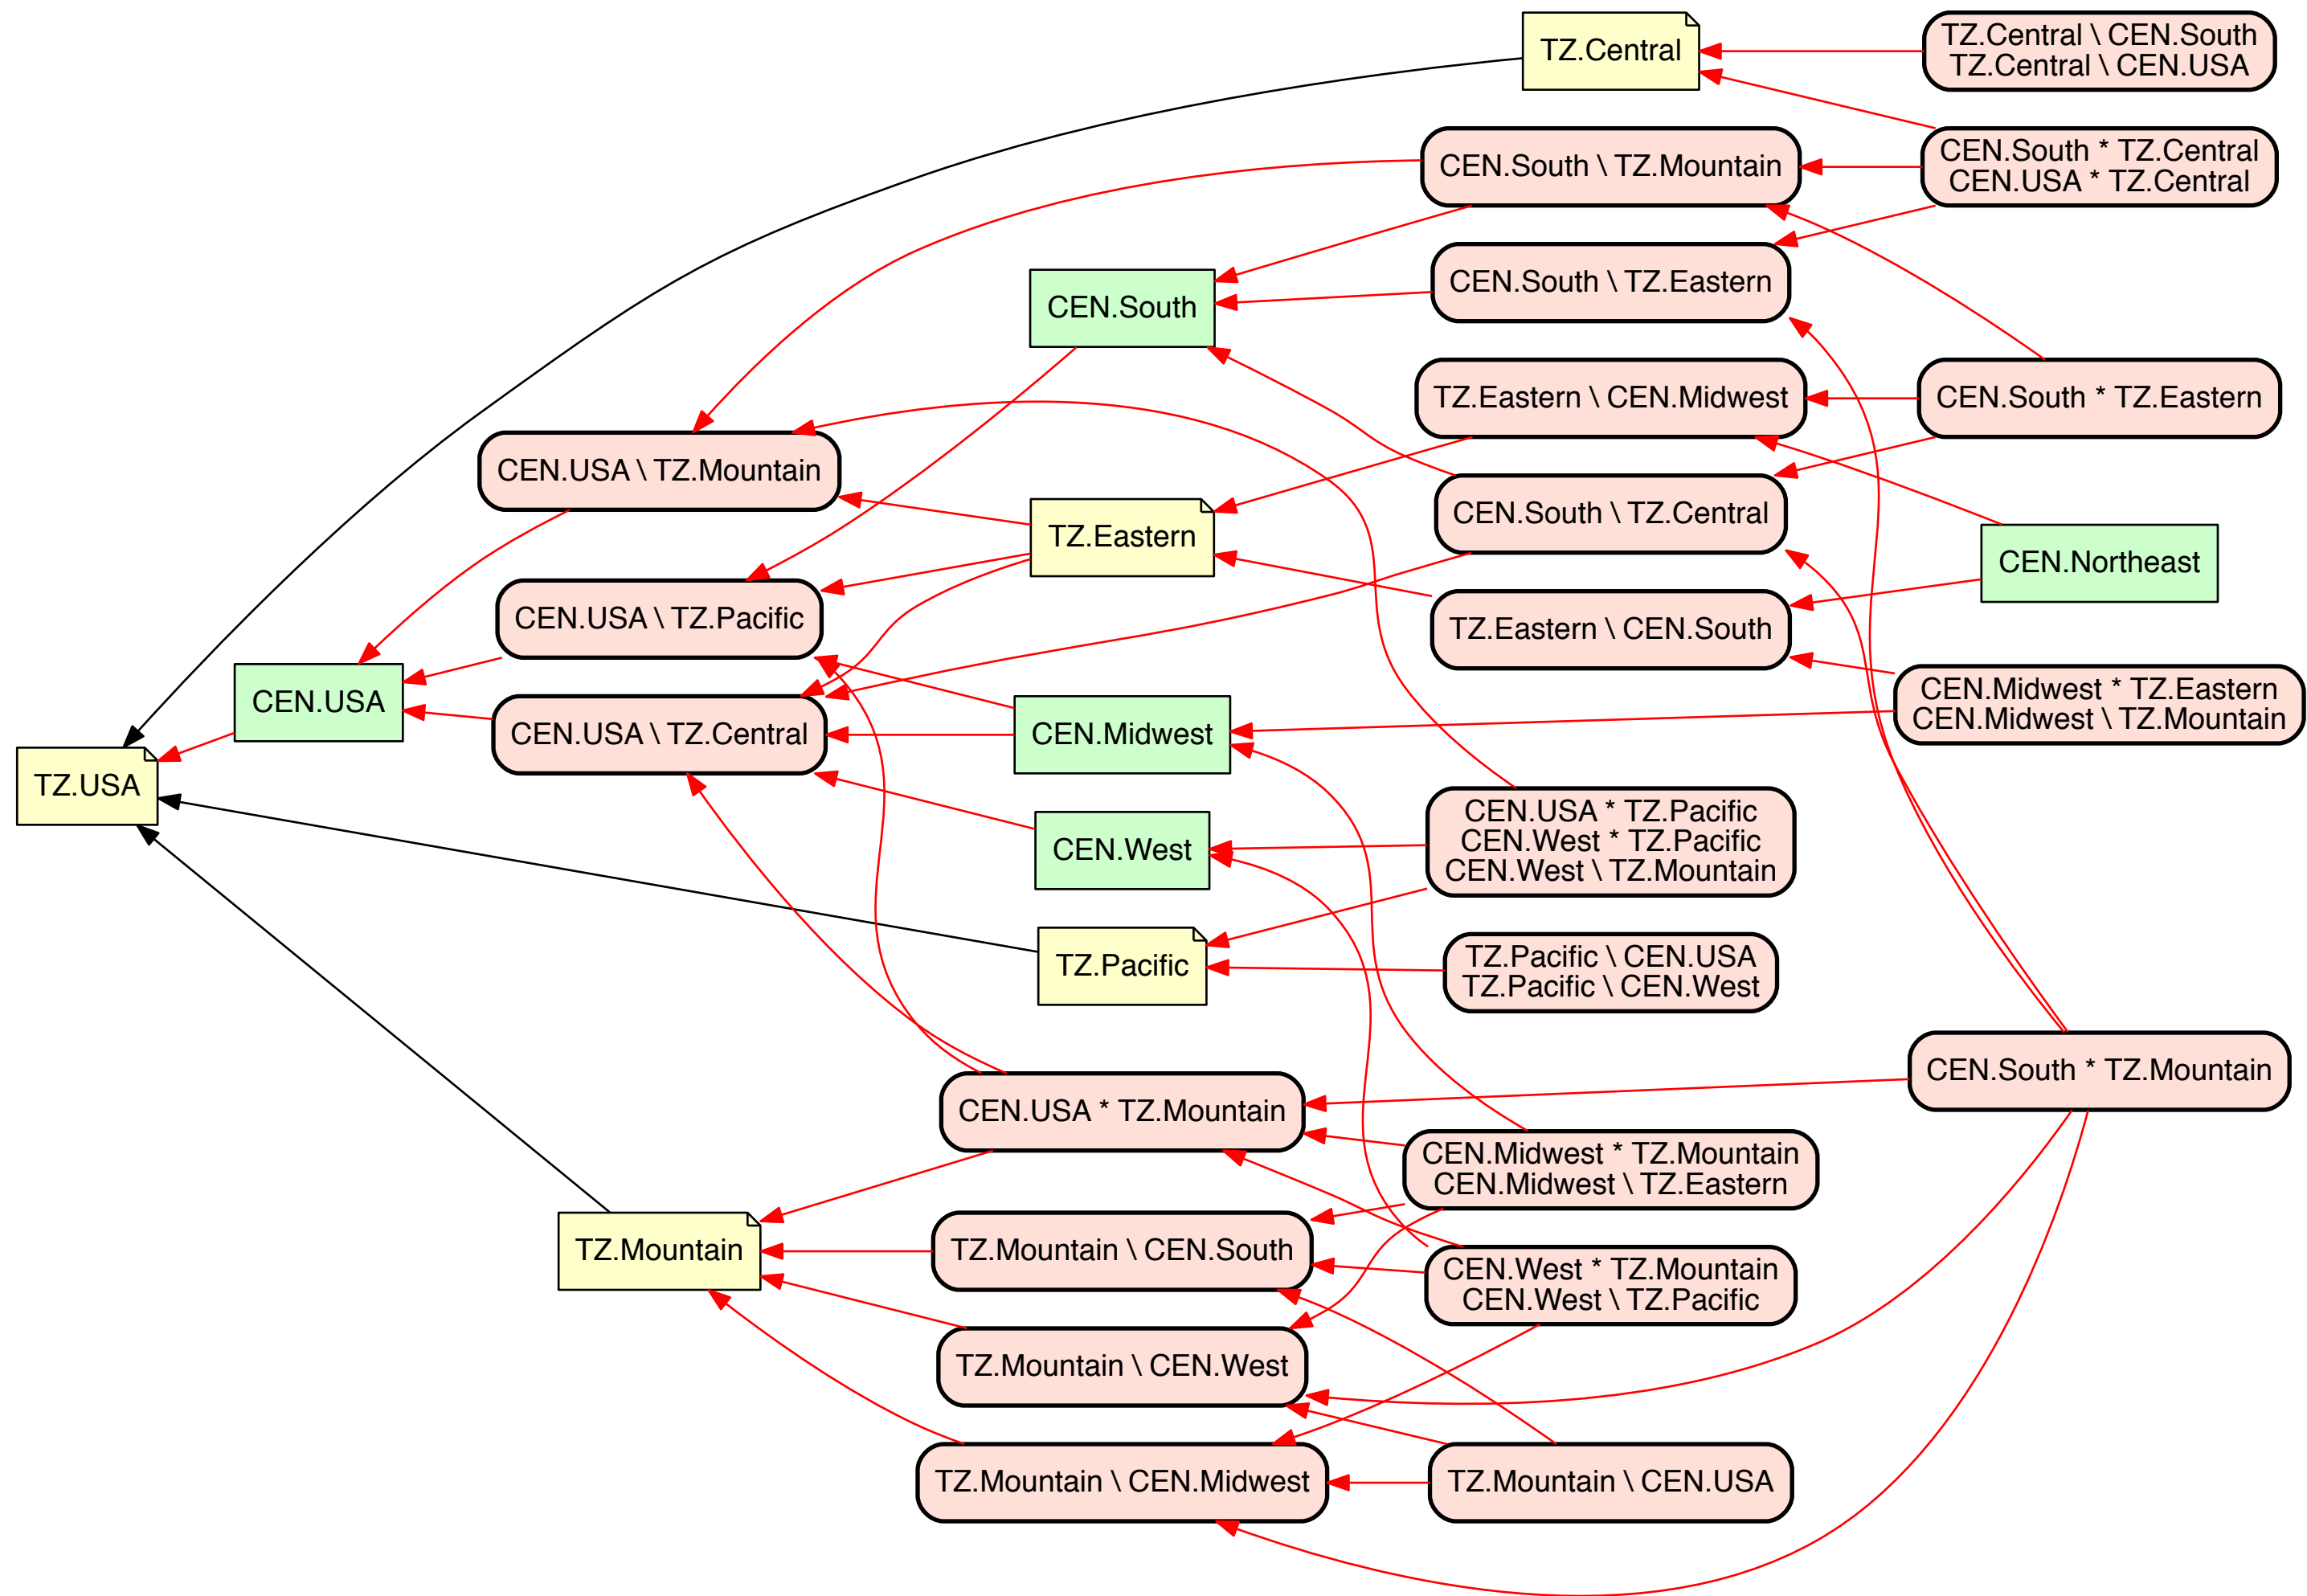 TZ.Central
TZ.Central \ CEN.South
TZ.Central \ CEN.USA
CEN.South \ TZ.Mountain
CEN.South * TZ.Central
CEN.USA * TZ.Central
CEN.South \ TZ.Eastern
CEN.South
TZ.Eastern \ CEN.Midwest
CEN.South * TZ.Eastern
CEN.USA \ TZ.Mountain
CEN.South \ TZ.Central
TZ.Eastern
CEN.Northeast
CEN.USA \ TZ.Pacific
TZ.Eastern \ CEN.South
CEN.USA
CEN.USA \ TZ.Central
CEN.Midwest
CEN.Midwest * TZ.Eastern
CEN.Midwest \ TZ.Mountain
TZ.USA
CEN.West
CEN.USA * TZ.Pacific
CEN.West * TZ.Pacific
CEN.West \ TZ.Mountain
TZ.Pacific
TZ.Pacific \ CEN.USA
TZ.Pacific \ CEN.West
CEN.South * TZ.Mountain
CEN.USA * TZ.Mountain
CEN.Midwest * TZ.Mountain
CEN.Midwest \ TZ.Eastern
TZ.Mountain
TZ.Mountain \ CEN.South
CEN.West * TZ.Mountain
CEN.West \ TZ.Pacific
TZ.Mountain \ CEN.West
TZ.Mountain \ CEN.Midwest
TZ.Mountain \ CEN.USA